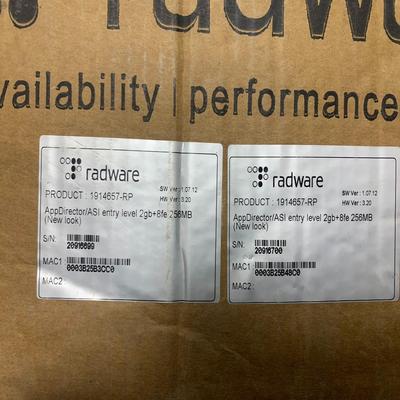 radwa
vailability | performance
radware
SW Ver : 1.07.12
HW Ver : 3.20
PRODUCT : 1914657-RP
AppDirector/ASI entry level 2gb+8fe 256MB
(New look)
S/N:
20916699
MAC1:
0003B25B3CC0
MAC2 :
radware
SW Ver : 1.07.12
HW Ver : 3.20
PRODUCT : 1914657-RP
AppDirector/ASI entry level 2gb+8fe 256MB
(New look)
S/N:
20916700
MAC1:
0003B25B48C0
MAC2 :